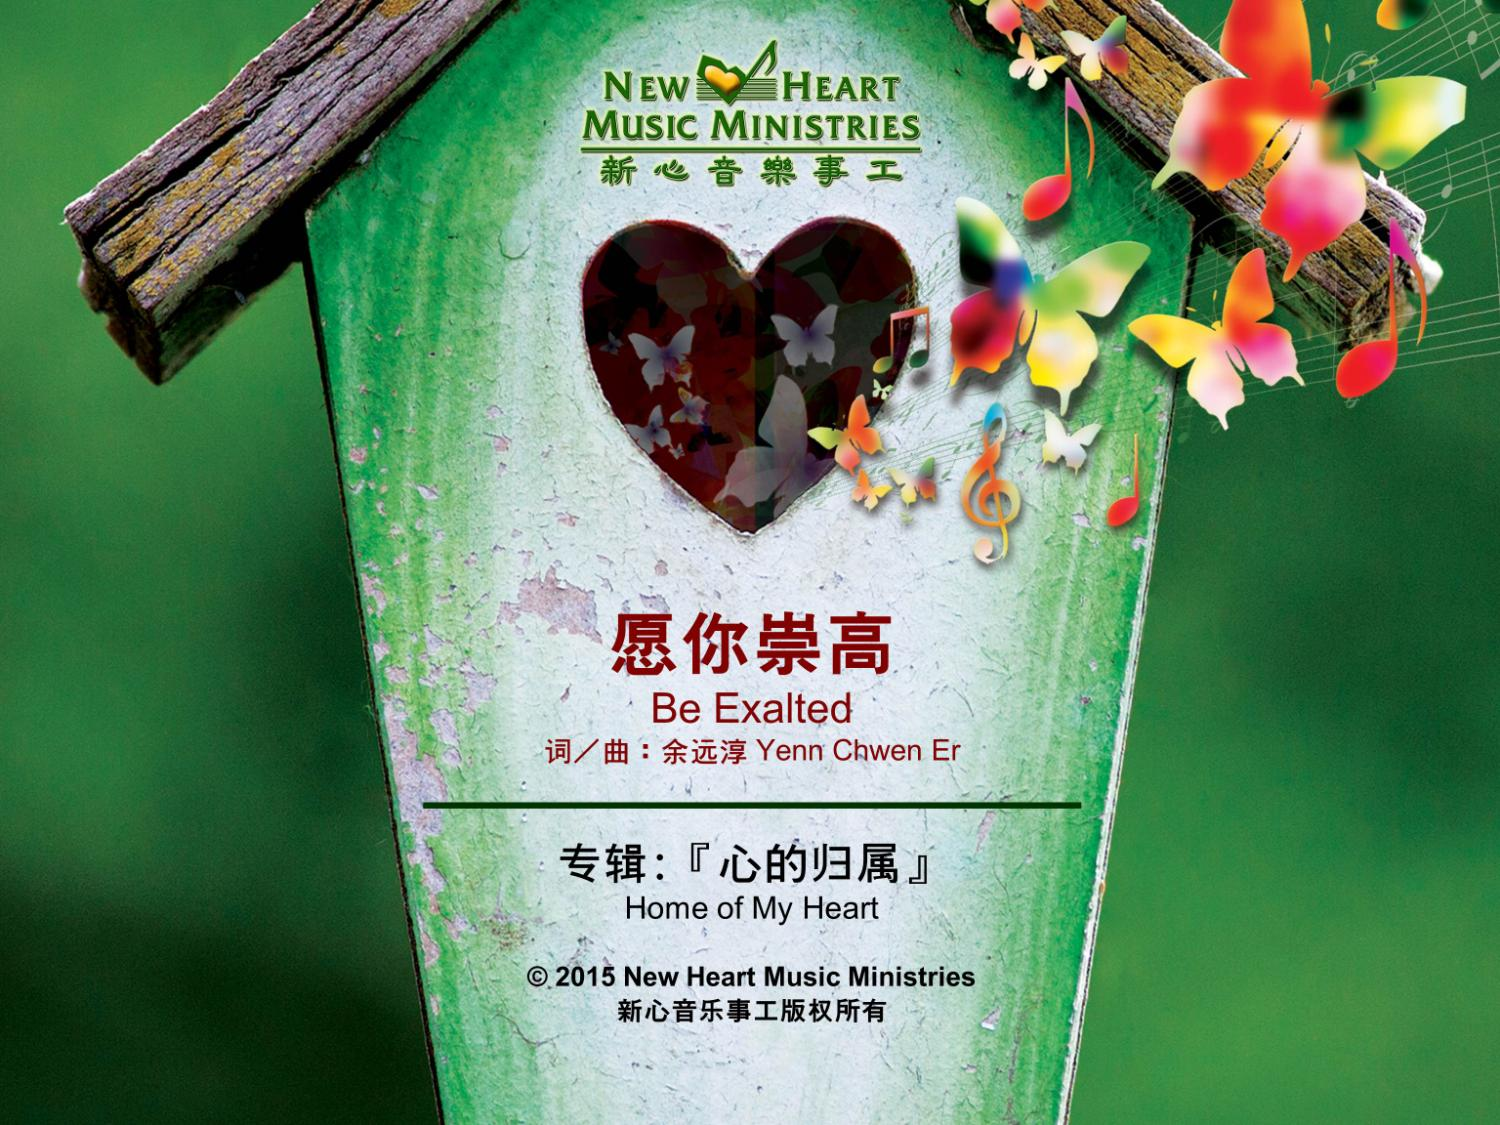 New Heart
Music Ministries
新心音樂事工
愿你崇高
Be Exalted
词／曲：余远淳 Yenn Chwen Er
专辑：『心的归属』
Home of My Heart
© 2015 New Heart Music Ministries
新心音乐事工版权所有